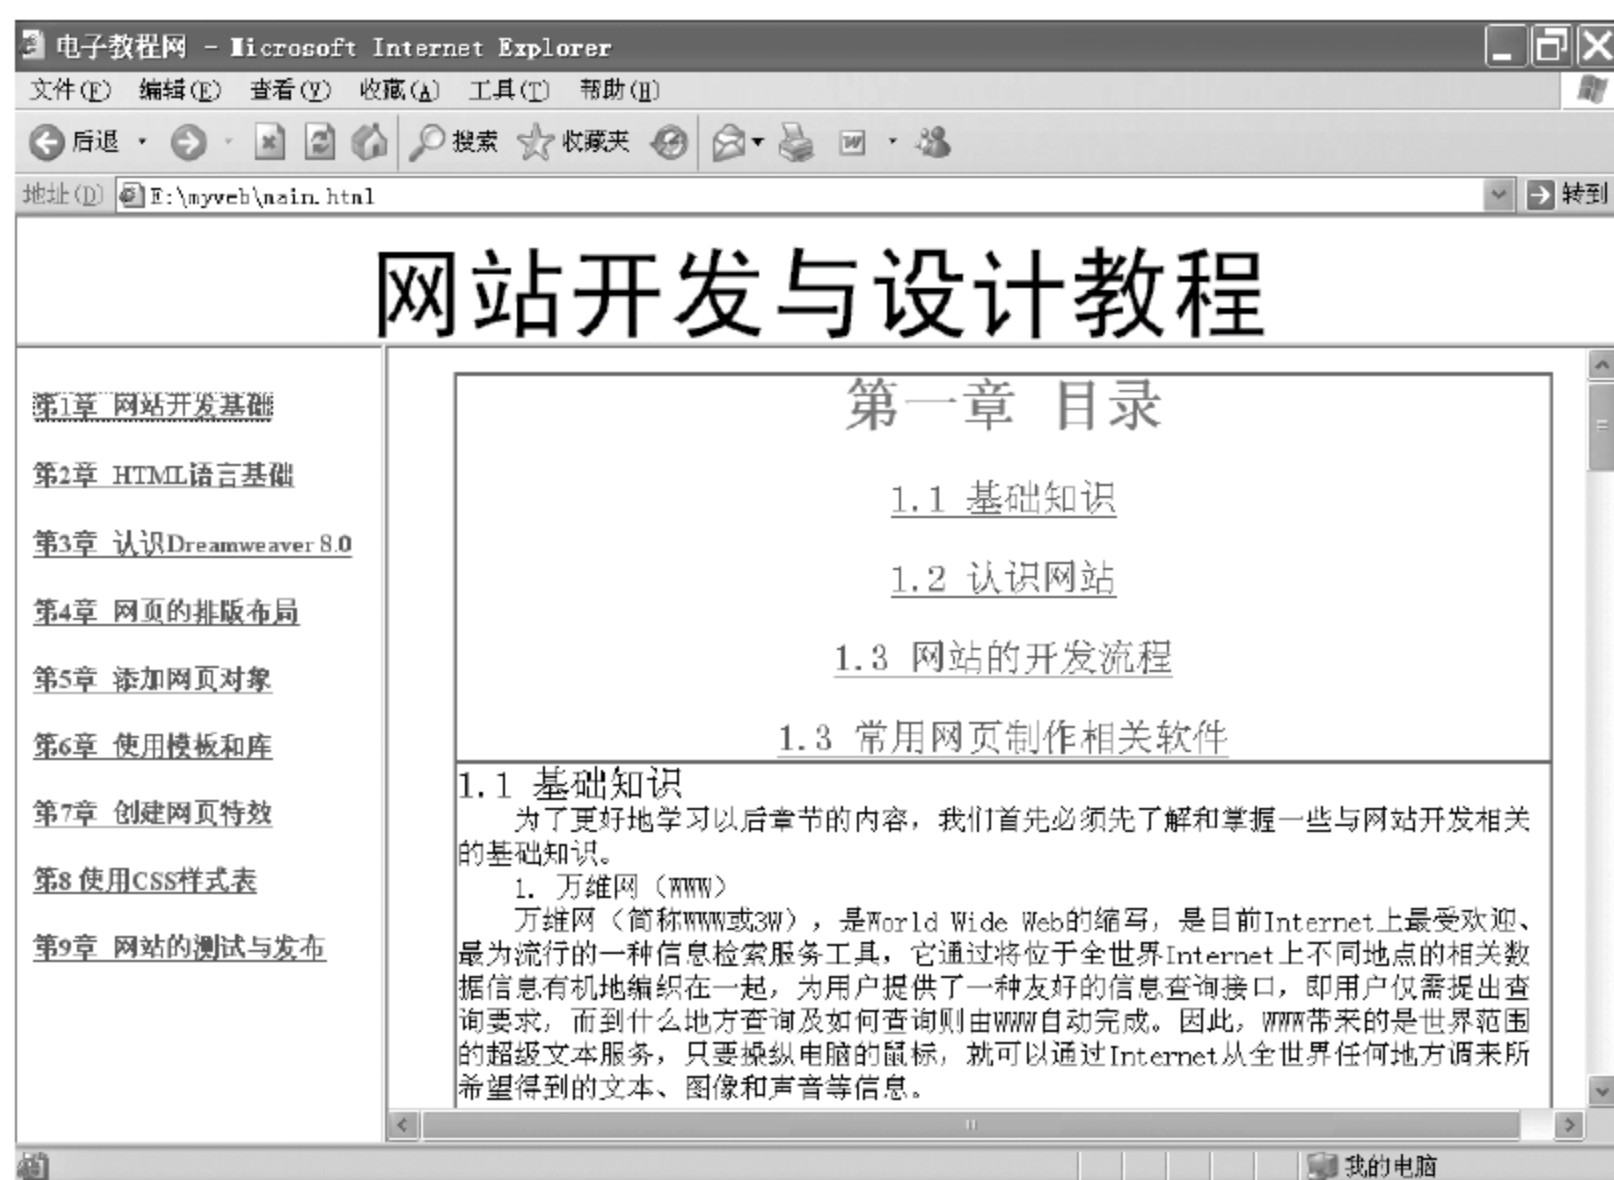 电子教程网 - Microsoft Internet Explorer
文件(F) 编辑(E) 查看(V) 收藏(A) 工具(T) 帮助(H)
后退 搜索 收藏夹
地址(D) E:\myweb\main.html 转到
网站开发与设计教程
第1章 网站开发基础
第2章 HTML语言基础
第3章 认识Dreamweaver 8.0
第4章 网页的排版布局
第5章 添加网页对象
第6章 使用模板和库
第7章 创建网页特效
第8 使用CSS样式表
第9章 网站的测试与发布
第一章 目录
1.1 基础知识
1.2 认识网站
1.3 网站的开发流程
1.3 常用网页制作相关软件
1.1 基础知识
为了更好地学习以后章节的内容，我们首先必须先了解和掌握一些与网站开发相关
的基础知识。
1. 万维网（WWW）
万维网（简称WWW或3W），是World Wide Web的缩写，是目前Internet上最受欢迎、
最为流行的一种信息检索服务工具，它通过将位于全世界Internet上不同地点的相关数
据信息有机地编织在一起，为用户提供了一种友好的信息查询接口，即用户仅需提出查
询要求，而到什么地方查询及如何查询则由WWW自动完成。因此，WWW带来的是世界范围
的超级文本服务，只要操纵电脑的鼠标，就可以通过Internet从全世界任何地方调来所
希望得到的文本、图像和声音等信息。
我的电脑